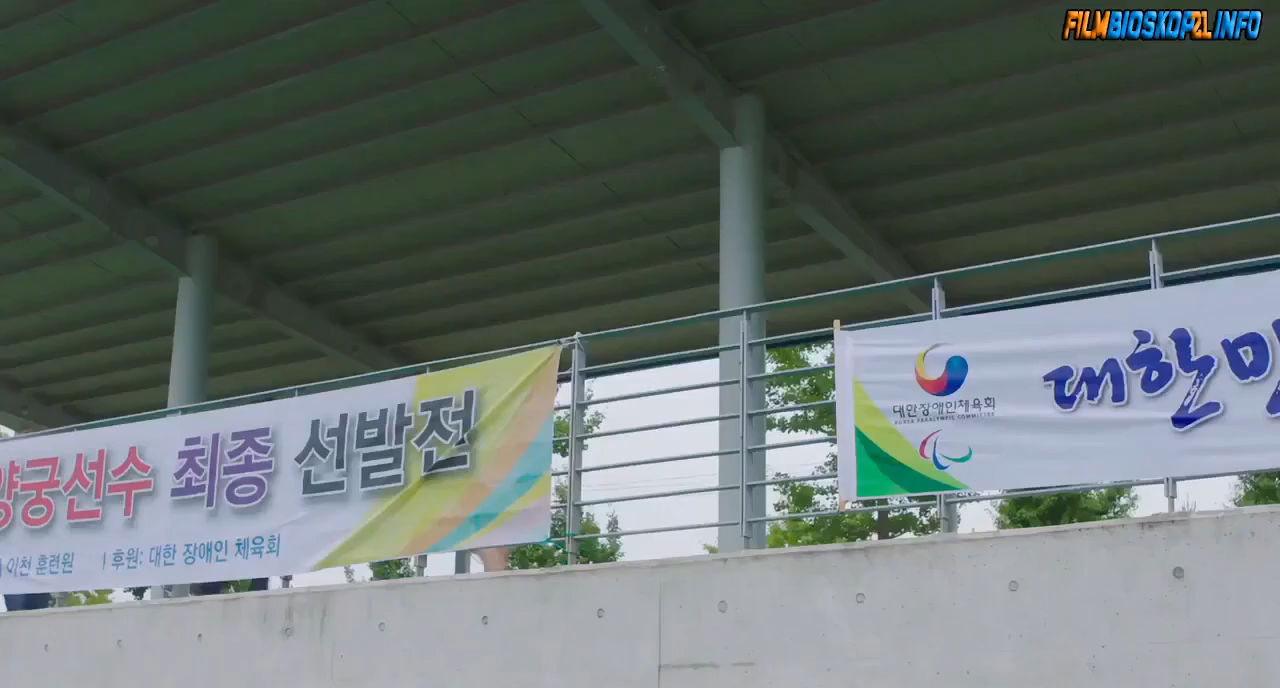 FILMBIOSKOP21.INFO
양궁선수 최종 선발전
이천 훈련원 | 후원: 대한 장애인 체육회
대한장애인체육회
KOREA PARALYMPIC COMMITTEE
대한민